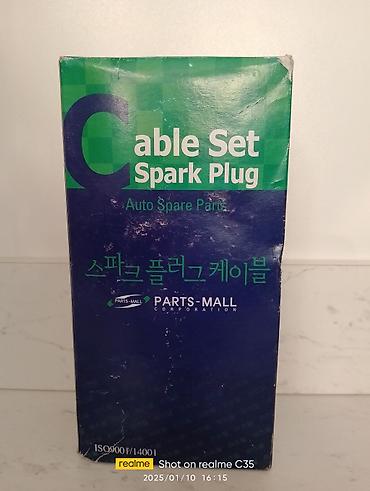 Cable Set
Spark Plug
Auto Spare Parts
스파크 플러그 케이블
PARTS-MALL
PARTS-MALL
CORPORATION
ISO9001/14001
realme
Shot on realme C35
2025/01/10 16:15